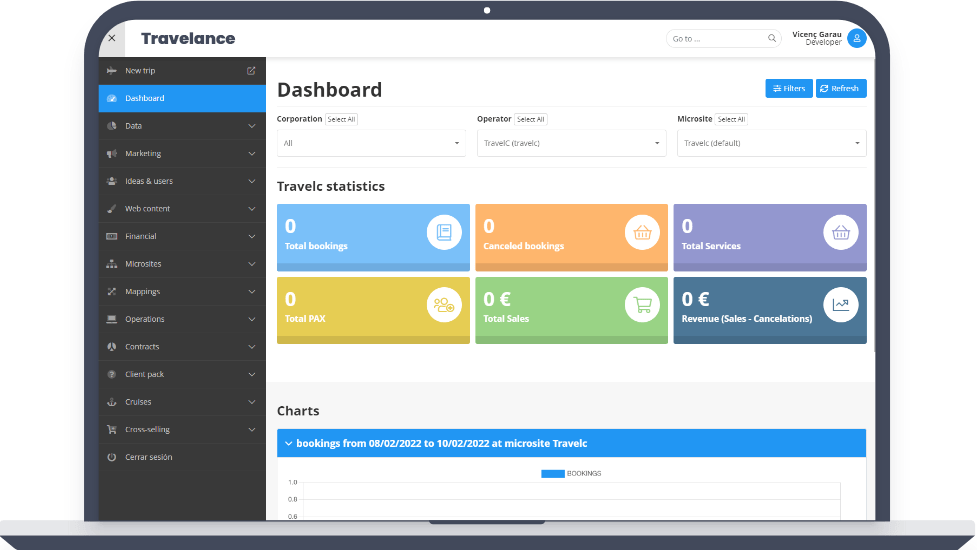 Travelance
Go to ...
Vicenç Garau
Developer
New trip
Dashboard
Data
Marketing
Ideas & users
Web content
Financial
Microsites
Mappings
Operations
Contracts
Client pack
Cruises
Cross-selling
Cerrar sesión
Dashboard
Filters
Refresh
Corporation Select All
All
Operator Select All
TravelC (travelc)
Microsite Select All
Travelc (default)
Travelc statistics
0
Total bookings
0
Canceled bookings
0
Total Services
0
Total PAX
0 €
Total Sales
0 €
Revenue (Sales - Cancelations)
Charts
bookings from 08/02/2022 to 10/02/2022 at microsite Travelc
BOOKINGS
1.0
0.8
0.6